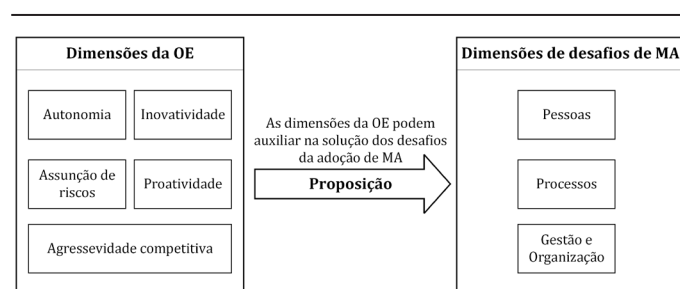 Dimensões da OE
Autonomia
Inovatividade
Assunção de
riscos
Proatividade
Agressevidade competitiva
As dimensões da OE podem
auxiliar na solução dos desafios
da adoção de MA
Proposição
Dimensões de desafios de MA
Pessoas
Processos
Gestão e
Organização